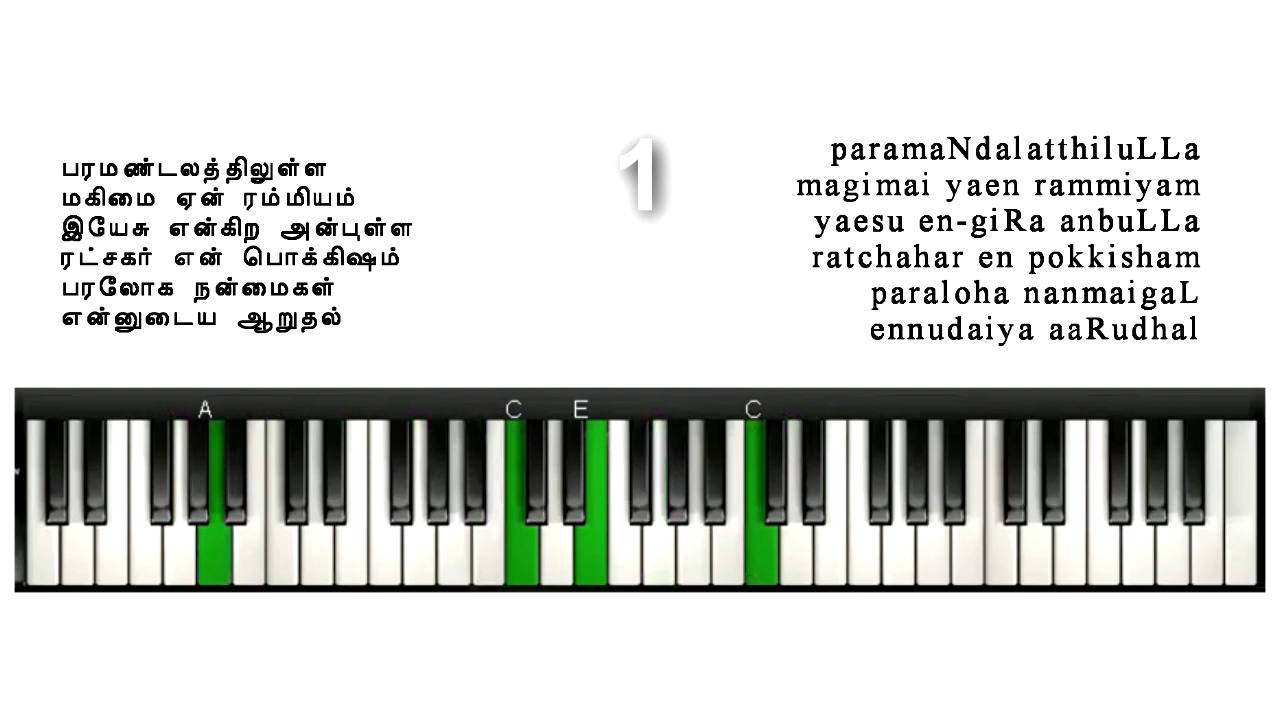 பரமண்டலத்திலுள்ள
மகிமை ஏன் ரம்மியம்
இயேசு என்கிற அன்புள்ள
ரட்சகர் என் பொக்கிஷம்
பரலோக நன்மைகள்
என்னுடைய ஆறுதல்
1
paramaNdalatthiluLLa
magimai yaen rammiyam
yaesu en-giRa anbuLLa
ratchahar en pokkisham
paraloha nanmaigaL
ennudaiya aaRudhal
A C E C